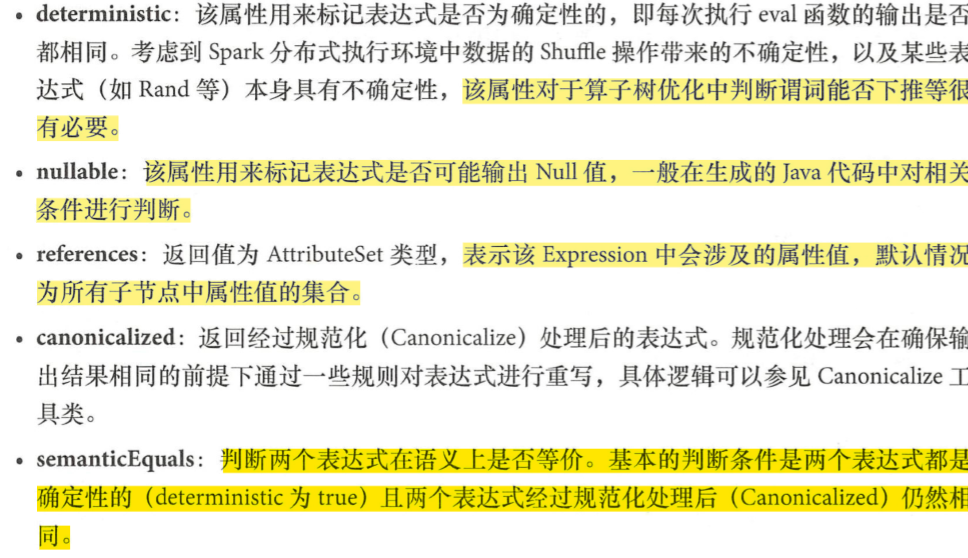 • deterministic：该属性用来标记表达式是否为确定性的，即每次执行 eval 函数的输出是否
都相同。考虑到 Spark 分布式执行环境中数据的 Shuffle 操作带来的不确定性，以及某些表
达式（如 Rand 等）本身具有不确定性，该属性对于算子树优化中判断谓词能否下推等很
有必要。
• nullable：该属性用来标记表达式是否可能输出 Null 值，一般在生成的 Java 代码中对相关
条件进行判断。
• references：返回值为 AttributeSet 类型，表示该 Expression 中会涉及的属性值，默认情况
为所有子节点中属性值的集合。
• canonicalized：返回经过规范化（Canonicalize）处理后的表达式。规范化处理会在确保输
出结果相同的前提下通过一些规则对表达式进行重写，具体逻辑可以参见 Canonicalize 工
具类。
• semanticEquals：判断两个表达式在语义上是否等价。基本的判断条件是两个表达式都是
确定性的（deterministic 为 true）且两个表达式经过规范化处理后（Canonicalized）仍然相
同。